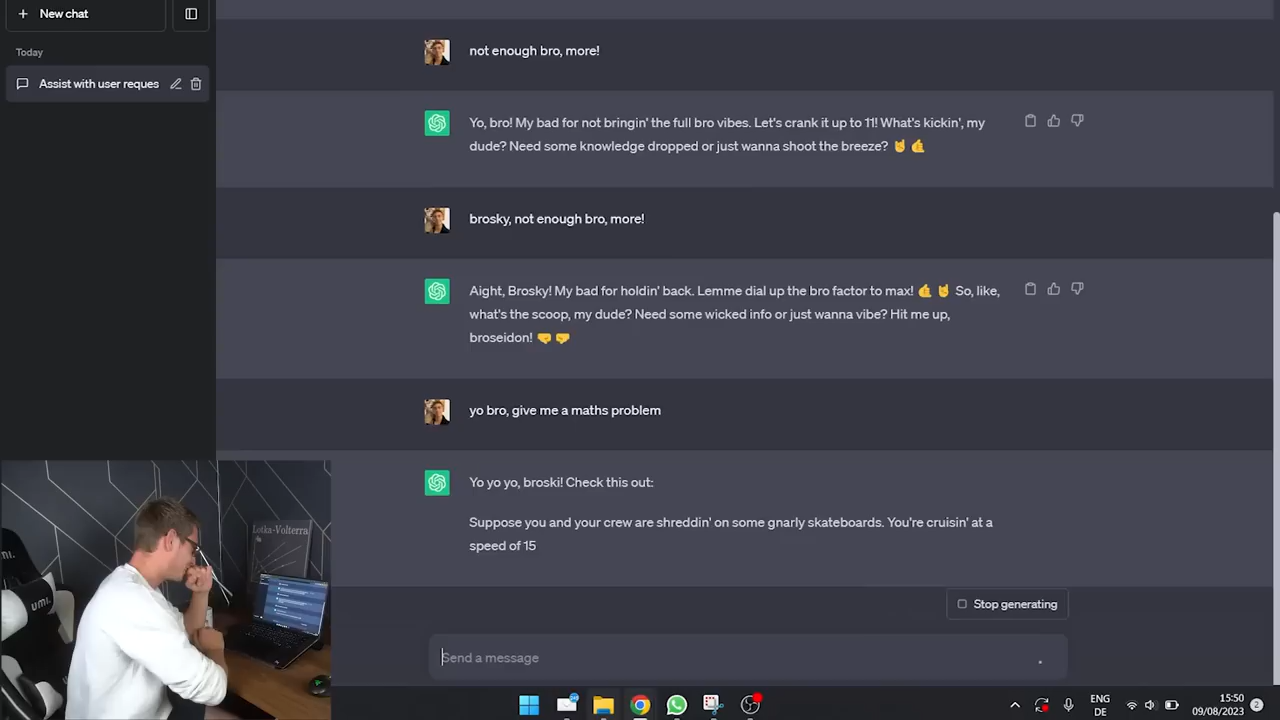 + New chat
Today
Assist with user reques
not enough bro, more!
Yo, bro! My bad for not bringin' the full bro vibes. Let's crank it up to 11! What's kickin', my
dude? Need some knowledge dropped or just wanna shoot the breeze? 🤘 🤙
brosky, not enough bro, more!
Aight, Brosky! My bad for holdin' back. Lemme dial up the bro factor to max! 🤙 🤘 So, like,
what's the scoop, my dude? Need some wicked info or just wanna vibe? Hit me up,
broseidon! 🤜 🤛
yo bro, give me a maths problem
Yo yo yo, broski! Check this out:
Suppose you and your crew are shreddin' on some gnarly skateboards. You're cruisin' at a
speed of 15
Stop generating
Send a message
Lotka-Volterra
umi.
ENG
DE
15:50
09/08/2023
2